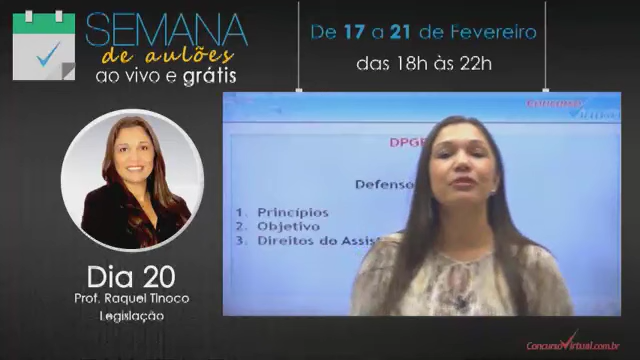 SEMANA
de aulões
ao vivo e grátis
De 17 a 21 de Fevereiro
das 18h às 22h
Concurso
DPGE
Defenso
1. Princípios
2. Objetivo
3. Direitos do Assis
Dia 20
Prof. Raquel Tinoco
Legislação
ConcursoVirtual.com.br